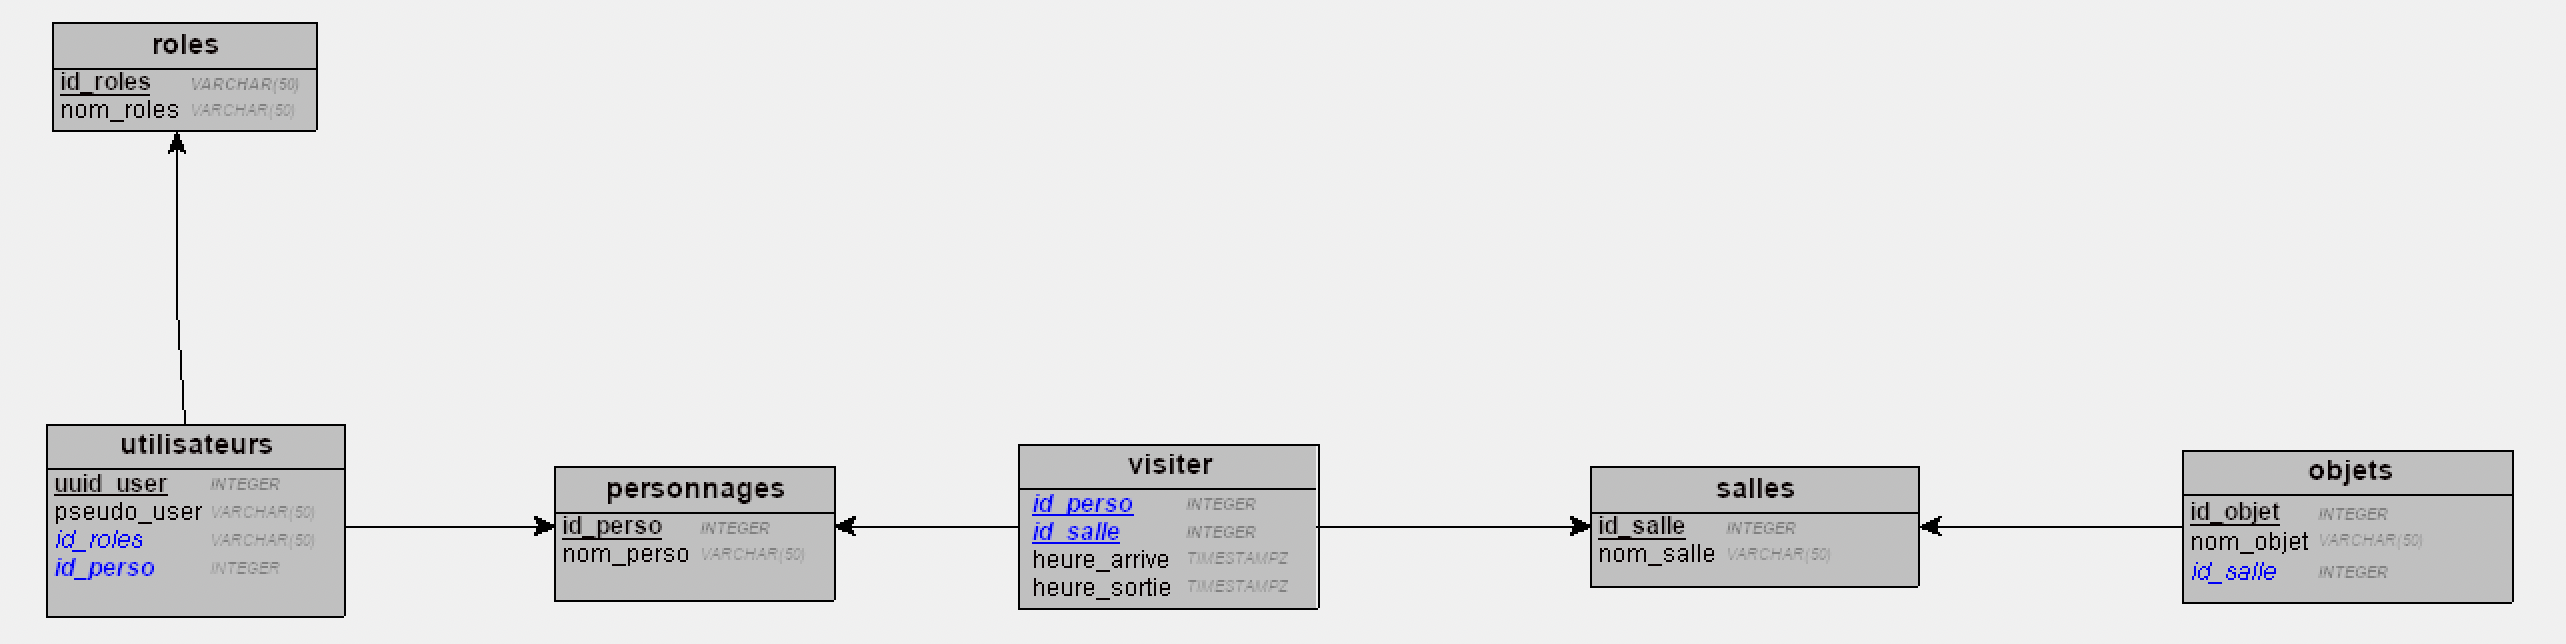 roles
id_roles VARCHAR(50)
nom_roles VARCHAR(50)
utilisateurs
uuid_user INTEGER
pseudo_user VARCHAR(50)
id_roles VARCHAR(50)
id_perso INTEGER
personnages
id_perso INTEGER
nom_perso VARCHAR(50)
visiter
id_perso INTEGER
id_salle INTEGER
heure_arrive TIMESTAMPZ
heure_sortie TIMESTAMPZ
salles
id_salle INTEGER
nom_salle VARCHAR(50)
objets
id_objet INTEGER
nom_objet VARCHAR(50)
id_salle INTEGER